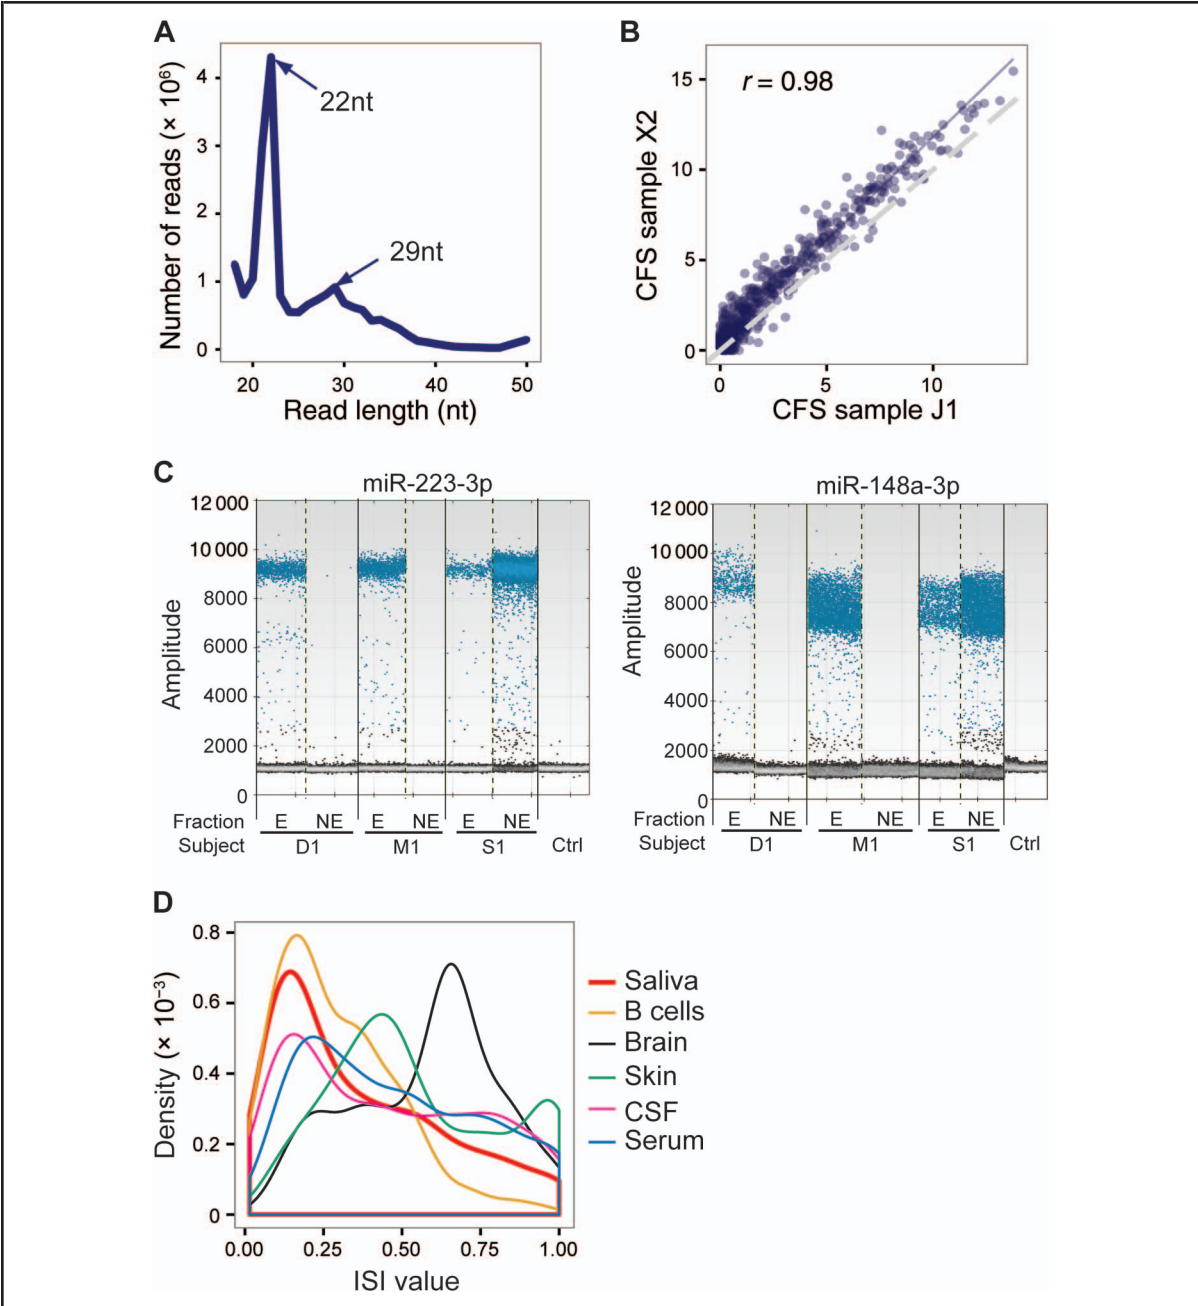 A
B
Number of reads (× 10⁶)
4
3
2
1
0
22nt
29nt
20
30
40
50
Read length (nt)
CFS sample X2
15
10
5
0
r = 0.98
0
5
10
CFS sample J1
C
miR-223-3p
Amplitude
12 000
10 000
8000
6000
4000
2000
0
Fraction E NE E NE E NE
Subject D1 M1 S1 Ctrl
miR-148a-3p
Amplitude
12 000
10 000
8000
6000
4000
2000
0
Fraction E NE E NE E NE
Subject D1 M1 S1 Ctrl
D
Density (× 10⁻³)
0.8
0.6
0.4
0.2
0
0.00
0.25
0.50
0.75
1.00
ISI value
Saliva
B cells
Brain
Skin
CSF
Serum